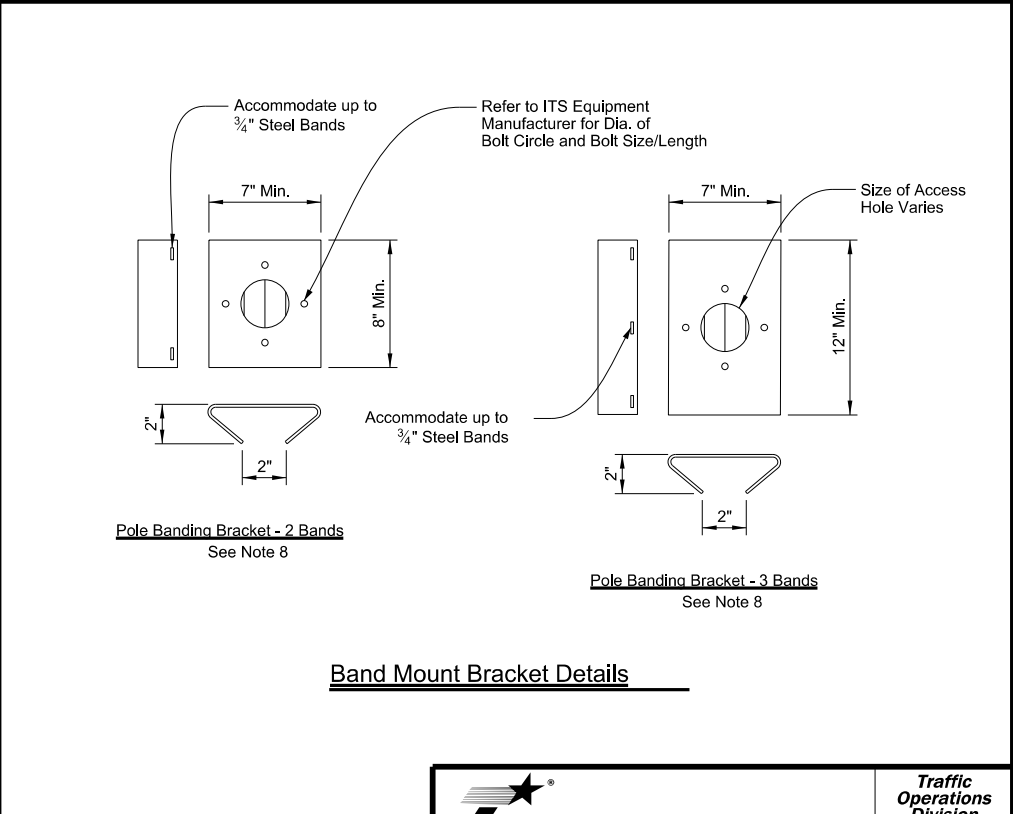 Accommodate up to
¾" Steel Bands
Refer to ITS Equipment
Manufacturer for Dia. of
Bolt Circle and Bolt Size/Length
7" Min.
8" Min.
2"
2"
Pole Banding Bracket - 2 Bands
See Note 8
7" Min.
Size of Access
Hole Varies
12" Min.
Accommodate up to
¾" Steel Bands
2"
2"
Pole Banding Bracket - 3 Bands
See Note 8
Band Mount Bracket Details
®
Traffic
Operations
Division